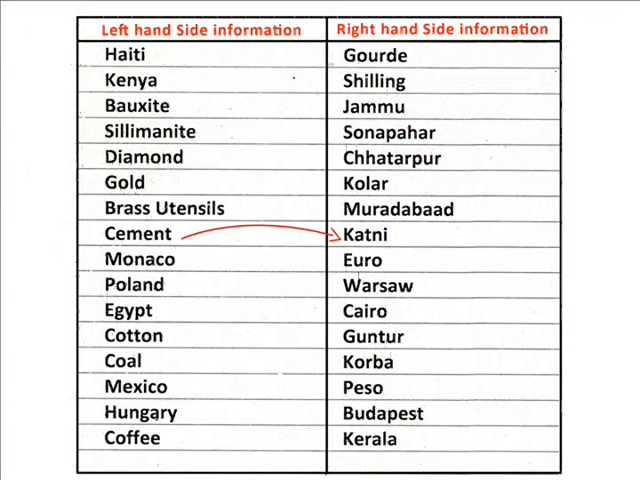 Left hand Side information Right hand Side information
Haiti Gourde
Kenya Shilling
Bauxite Jammu
Sillimanite Sonapahar
Diamond Chhatarpur
Gold Kolar
Brass Utensils Muradabaad
Cement Katni
Monaco Euro
Poland Warsaw
Egypt Cairo
Cotton Guntur
Coal Korba
Mexico Peso
Hungary Budapest
Coffee Kerala